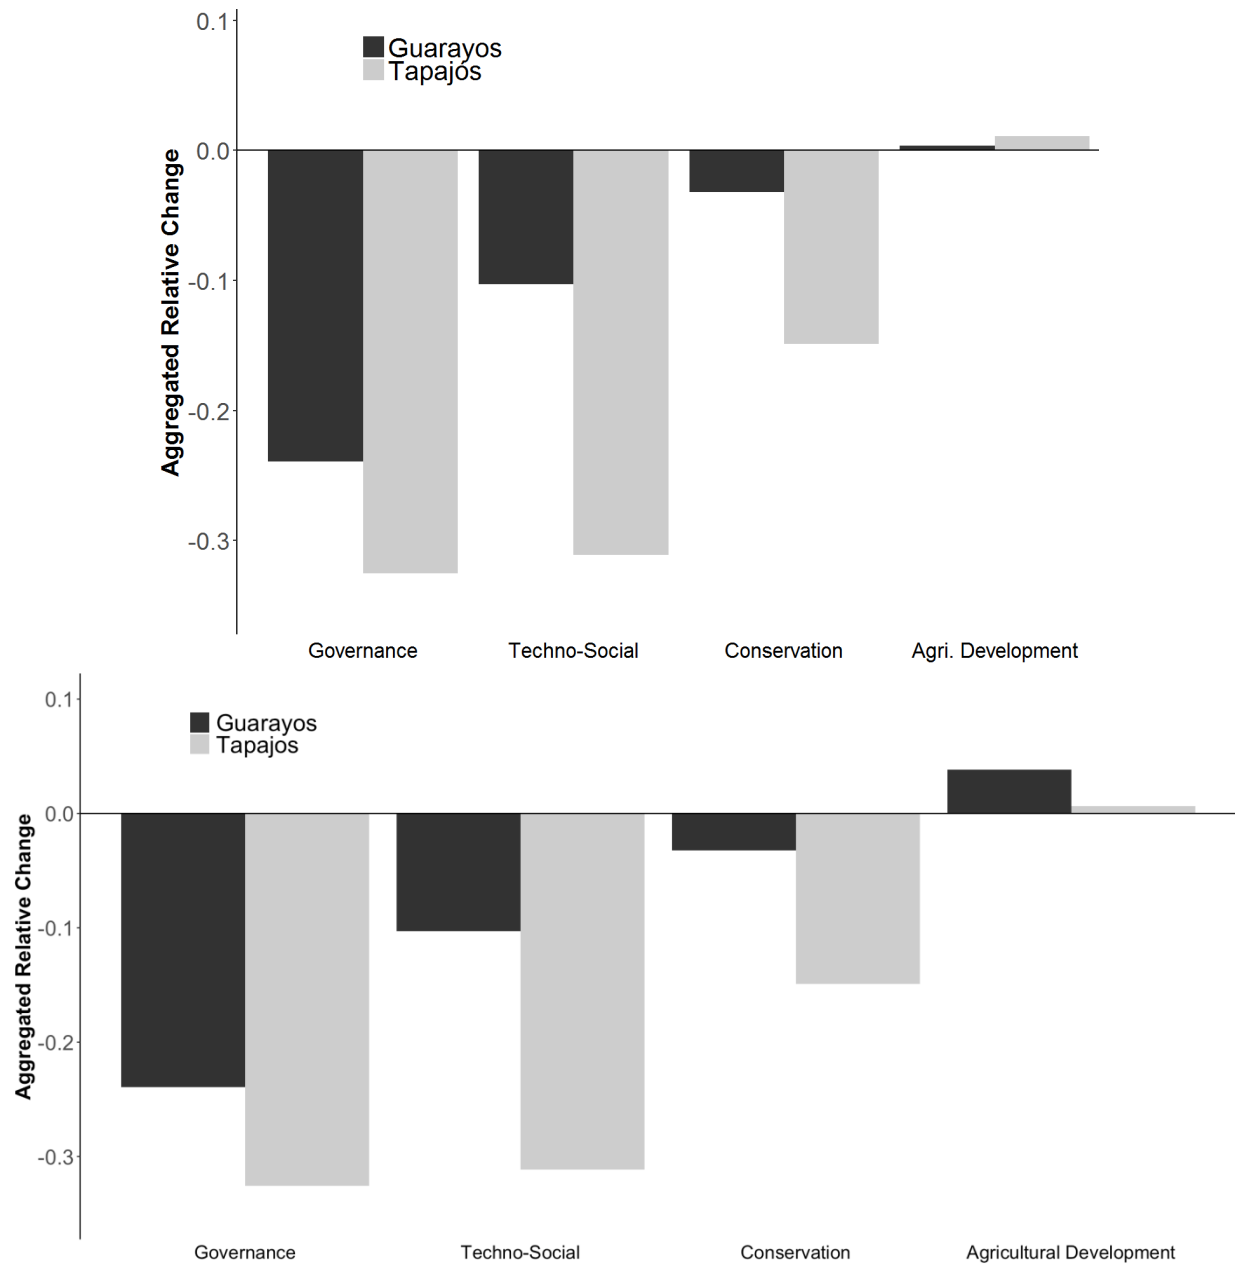 0.1
Guarayos
Tapajos
0.0
-0.1
-0.2
-0.3
Aggregated Relative Change
Governance Techno-Social Conservation Agri. Development
0.1
Guarayos
Tapajos
0.0
-0.1
-0.2
-0.3
Aggregated Relative Change
Governance Techno-Social Conservation Agricultural Development